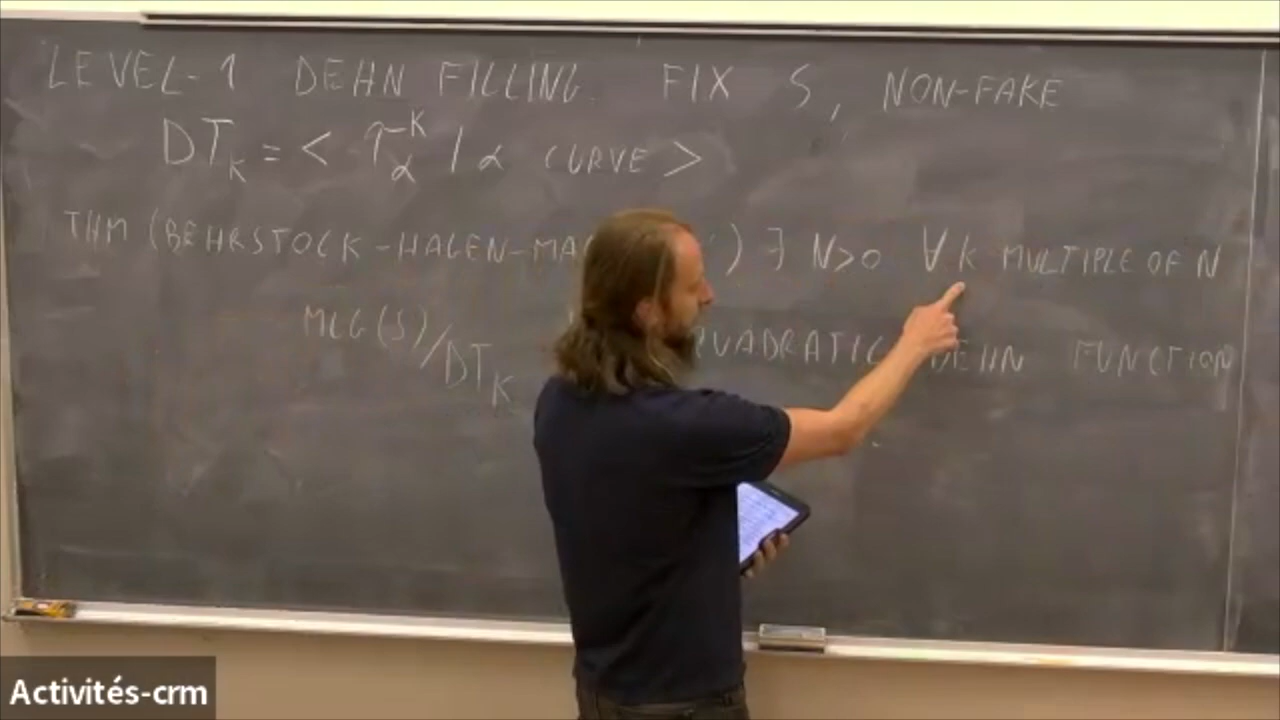 LEVEL-1 DEHN FILLING. FIX S, NON-FAKE
DT_K = < τ_α^K | α CURVE >
THM (BEHRSTOCK-HAGEN-MA ) ∃ N>0 ∀ K MULTIPLE OF N
MCG(S)/DT_K QUADRATIC DEHN FUNCTION
Activités-crm